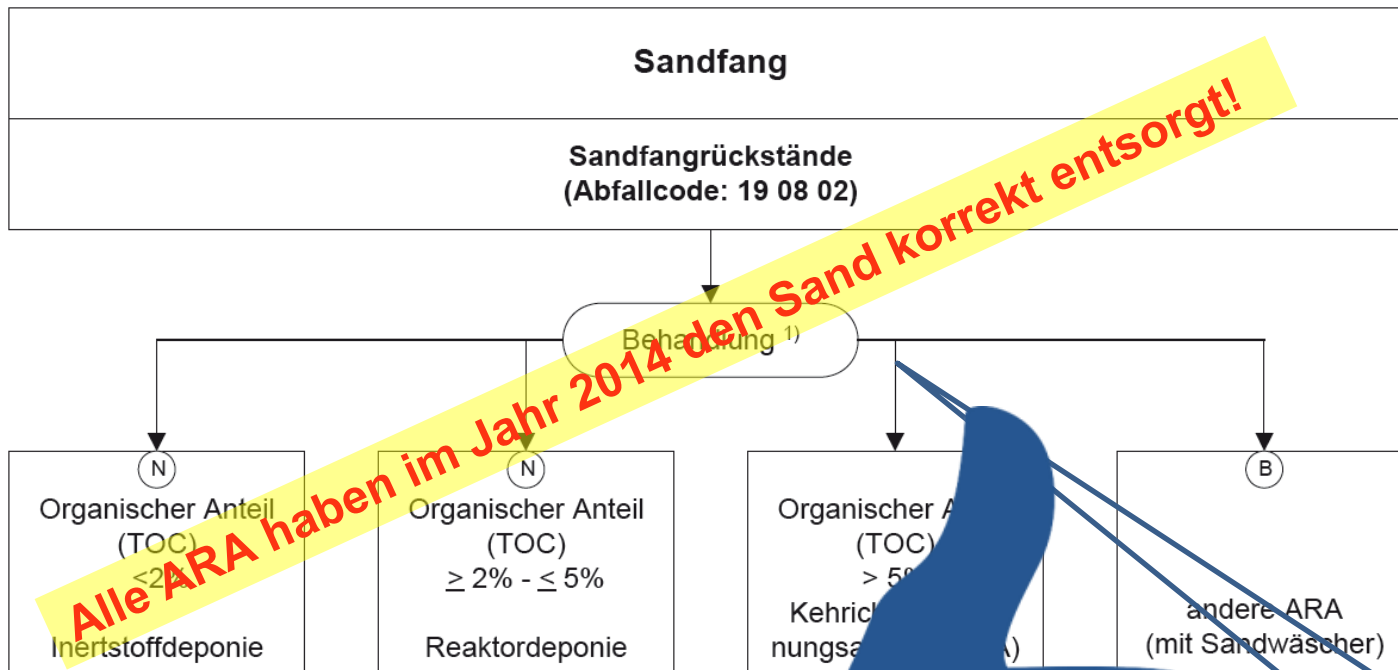 Sandfang
Sandfangrückstände
(Abfallcode: 19 08 02)
Alle ARA haben im Jahr 2014 den Sand korrekt entsorgt!
Behandlung 1)
N
Organischer Anteil
(TOC)
<2%
Inertstoffdeponie
N
Organischer Anteil
(TOC)
≥ 2% - ≤ 5%
Reaktordeponie
Organischer
(TOC)
> 5%
B
andere ARA
(mit Sandwäscher)